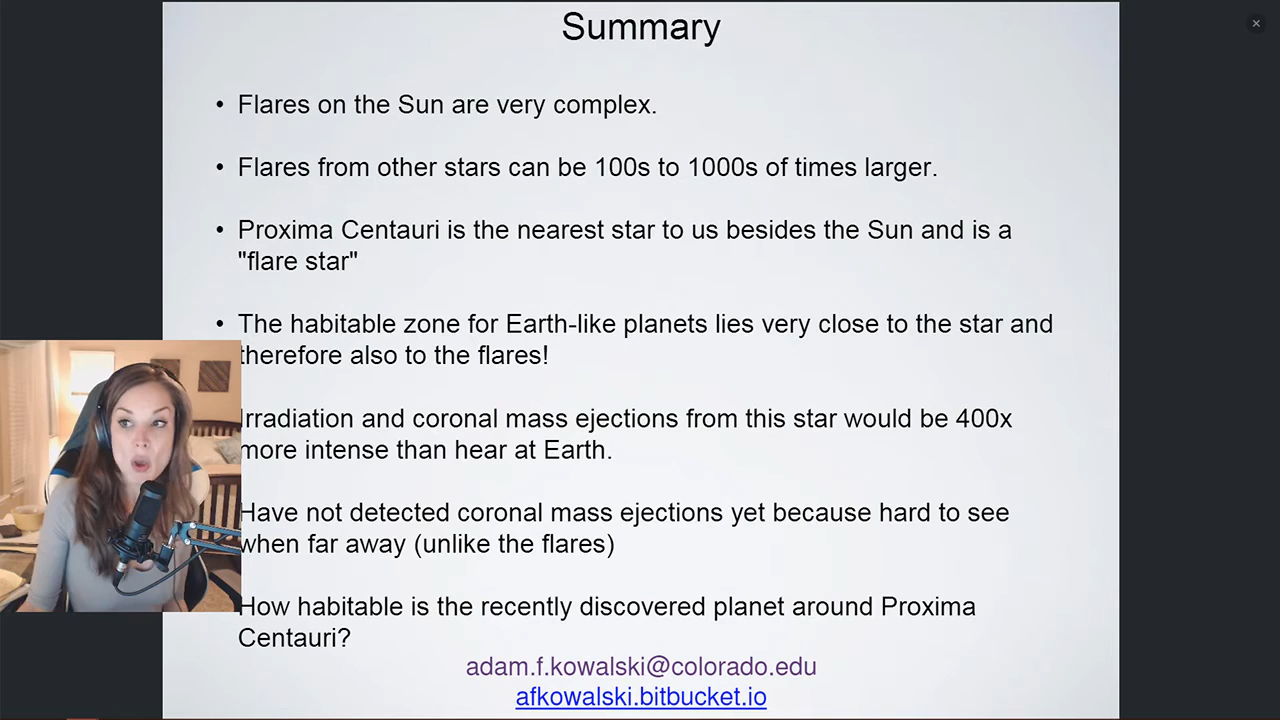 Summary
• Flares on the Sun are very complex.
• Flares from other stars can be 100s to 1000s of times larger.
• Proxima Centauri is the nearest star to us besides the Sun and is a
"flare star"
• The habitable zone for Earth-like planets lies very close to the star and
therefore also to the flares!
Irradiation and coronal mass ejections from this star would be 400x
more intense than hear at Earth.
Have not detected coronal mass ejections yet because hard to see
when far away (unlike the flares)
How habitable is the recently discovered planet around Proxima
Centauri?
adam.f.kowalski@colorado.edu
afkowalski.bitbucket.io